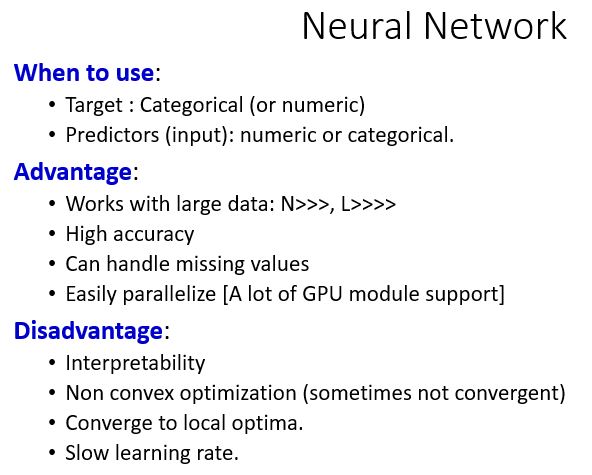 Neural Network
When to use:
• Target : Categorical (or numeric)
• Predictors (input): numeric or categorical.
Advantage:
• Works with large data: N>>>, L>>>>
• High accuracy
• Can handle missing values
• Easily parallelize [A lot of GPU module support]
Disadvantage:
• Interpretability
• Non convex optimization (sometimes not convergent)
• Converge to local optima.
• Slow learning rate.